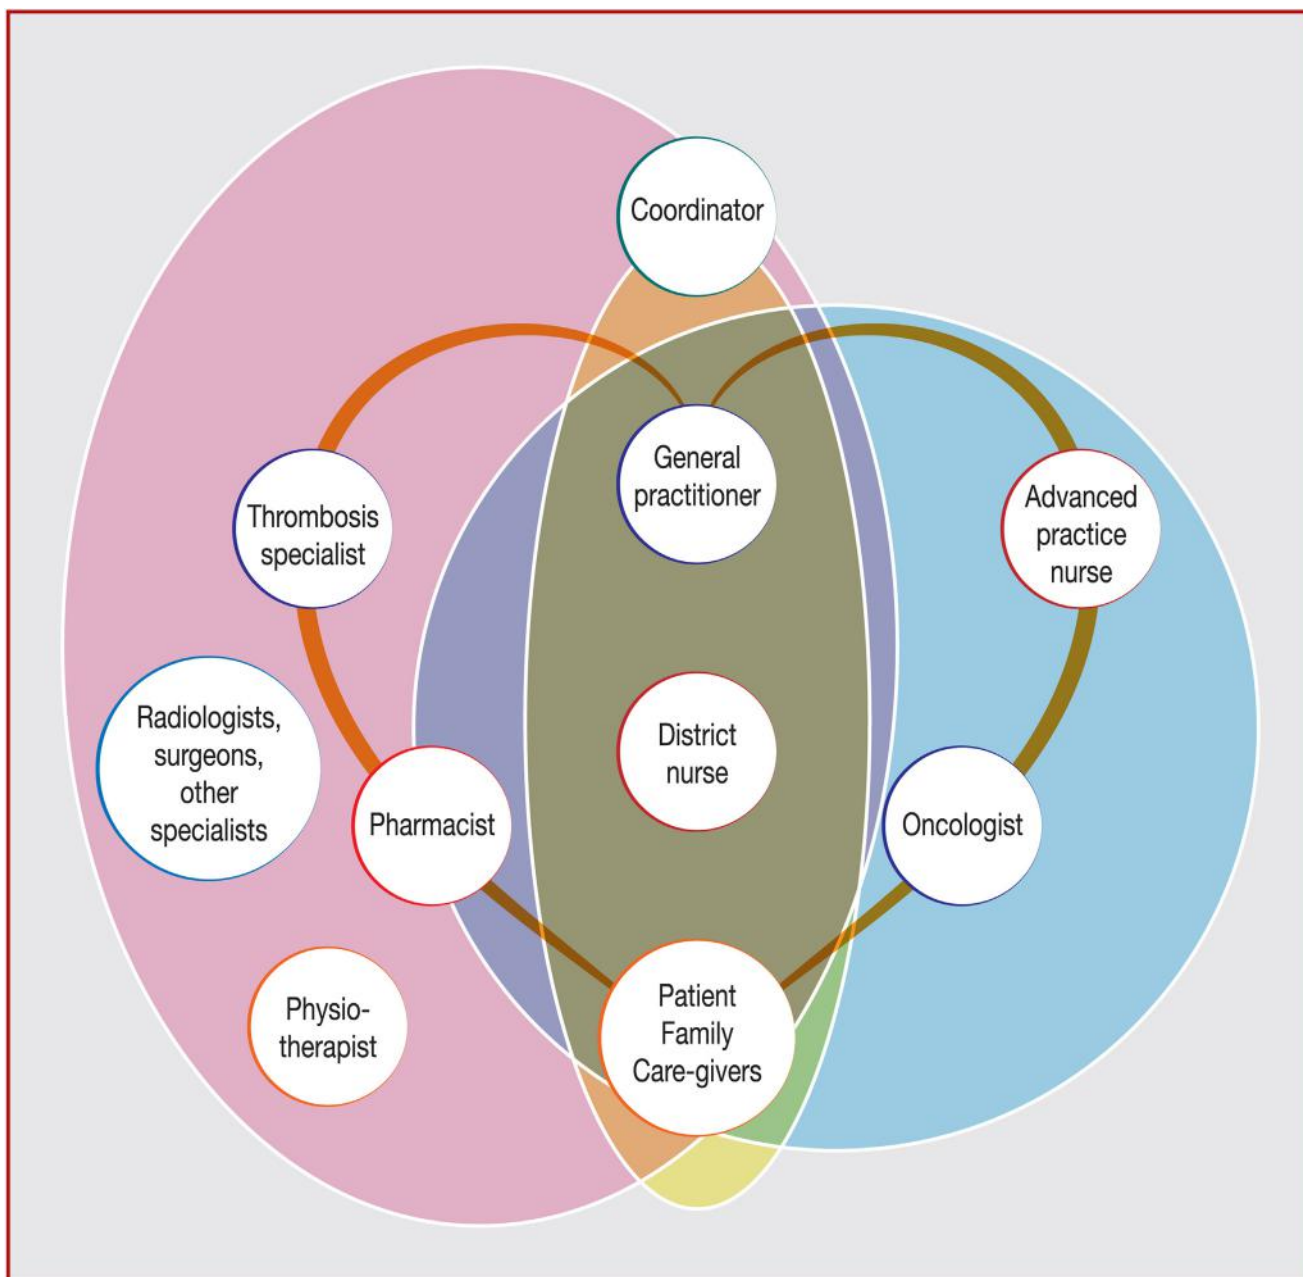 Coordinator
General
practitioner
Thrombosis
specialist
Advanced
practice
nurse
Radiologists,
surgeons,
other
specialists
District
nurse
Pharmacist
Oncologist
Physio-
therapist
Patient
Family
Care-givers